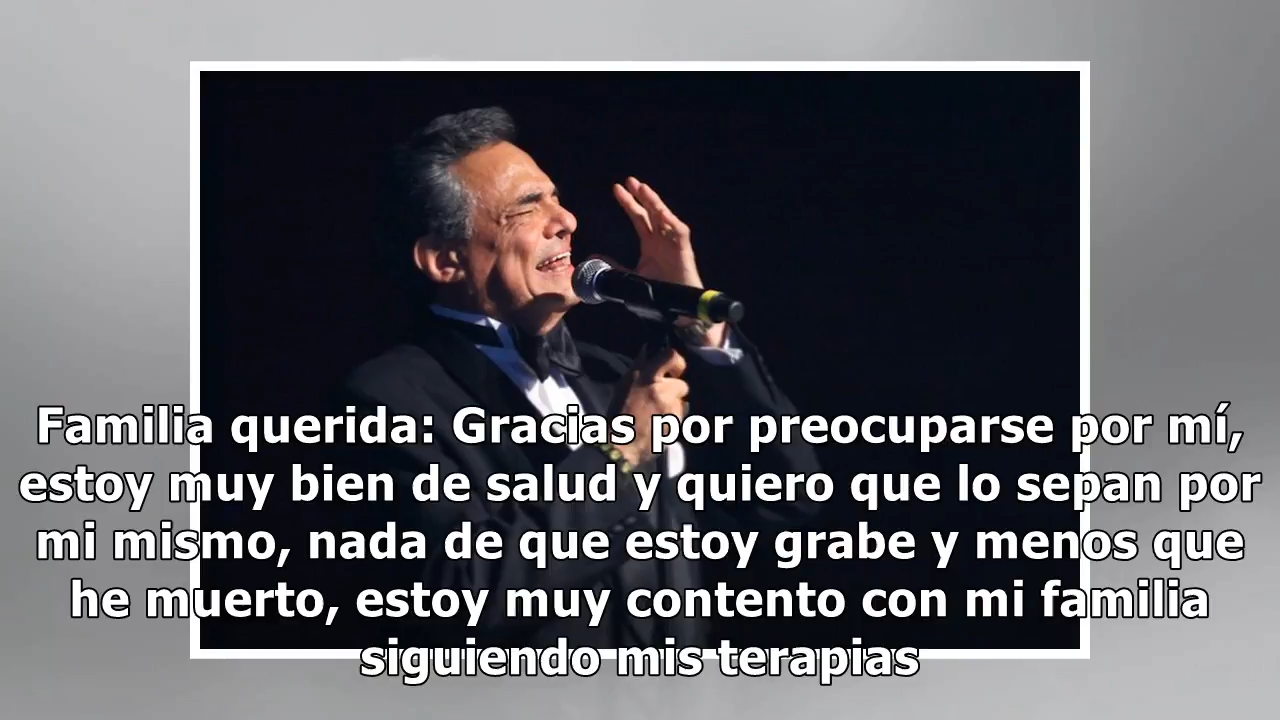 Familia querida: Gracias por preocuparse por mí,
estoy muy bien de salud y quiero que lo sepan por
mi mismo, nada de que estoy grabe y menos que
he muerto, estoy muy contento con mi familia
siguiendo mis terapias